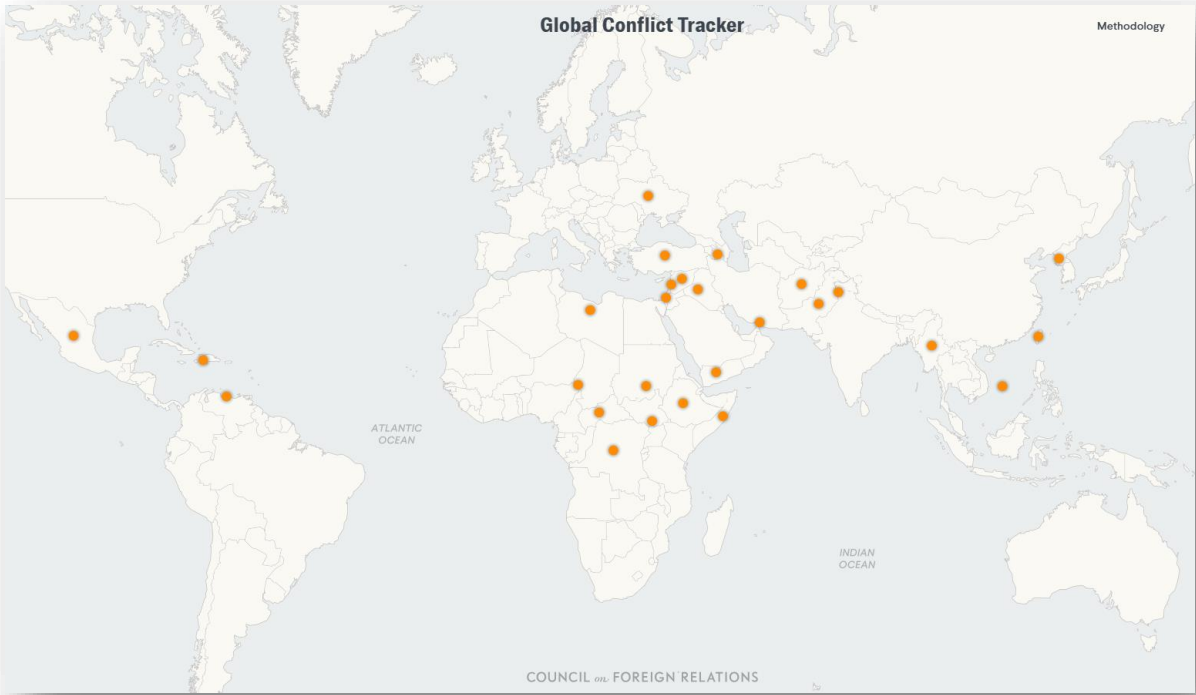 Global Conflict Tracker
Methodology
ATLANTIC
OCEAN
INDIAN
OCEAN
COUNCIL on FOREIGN RELATIONS